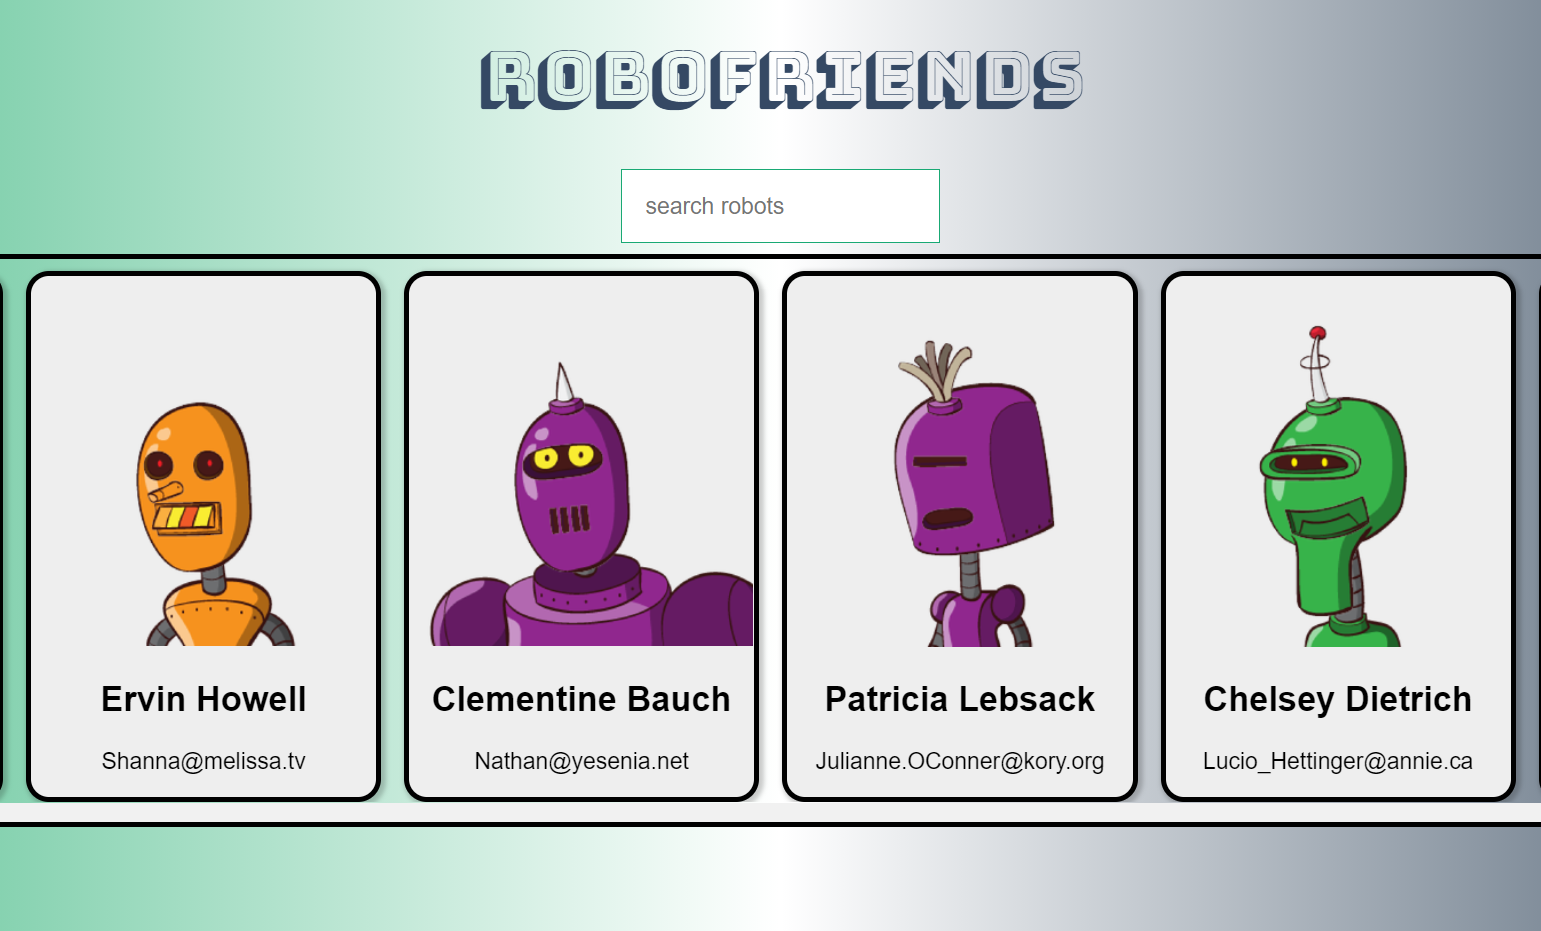 ROBOFRIENDS
search robots
Ervin Howell
Shanna@melissa.tv
Clementine Bauch
Nathan@yesenia.net
Patricia Lebsack
Julianne.OConner@kory.org
Chelsey Dietrich
Lucio_Hettinger@annie.ca